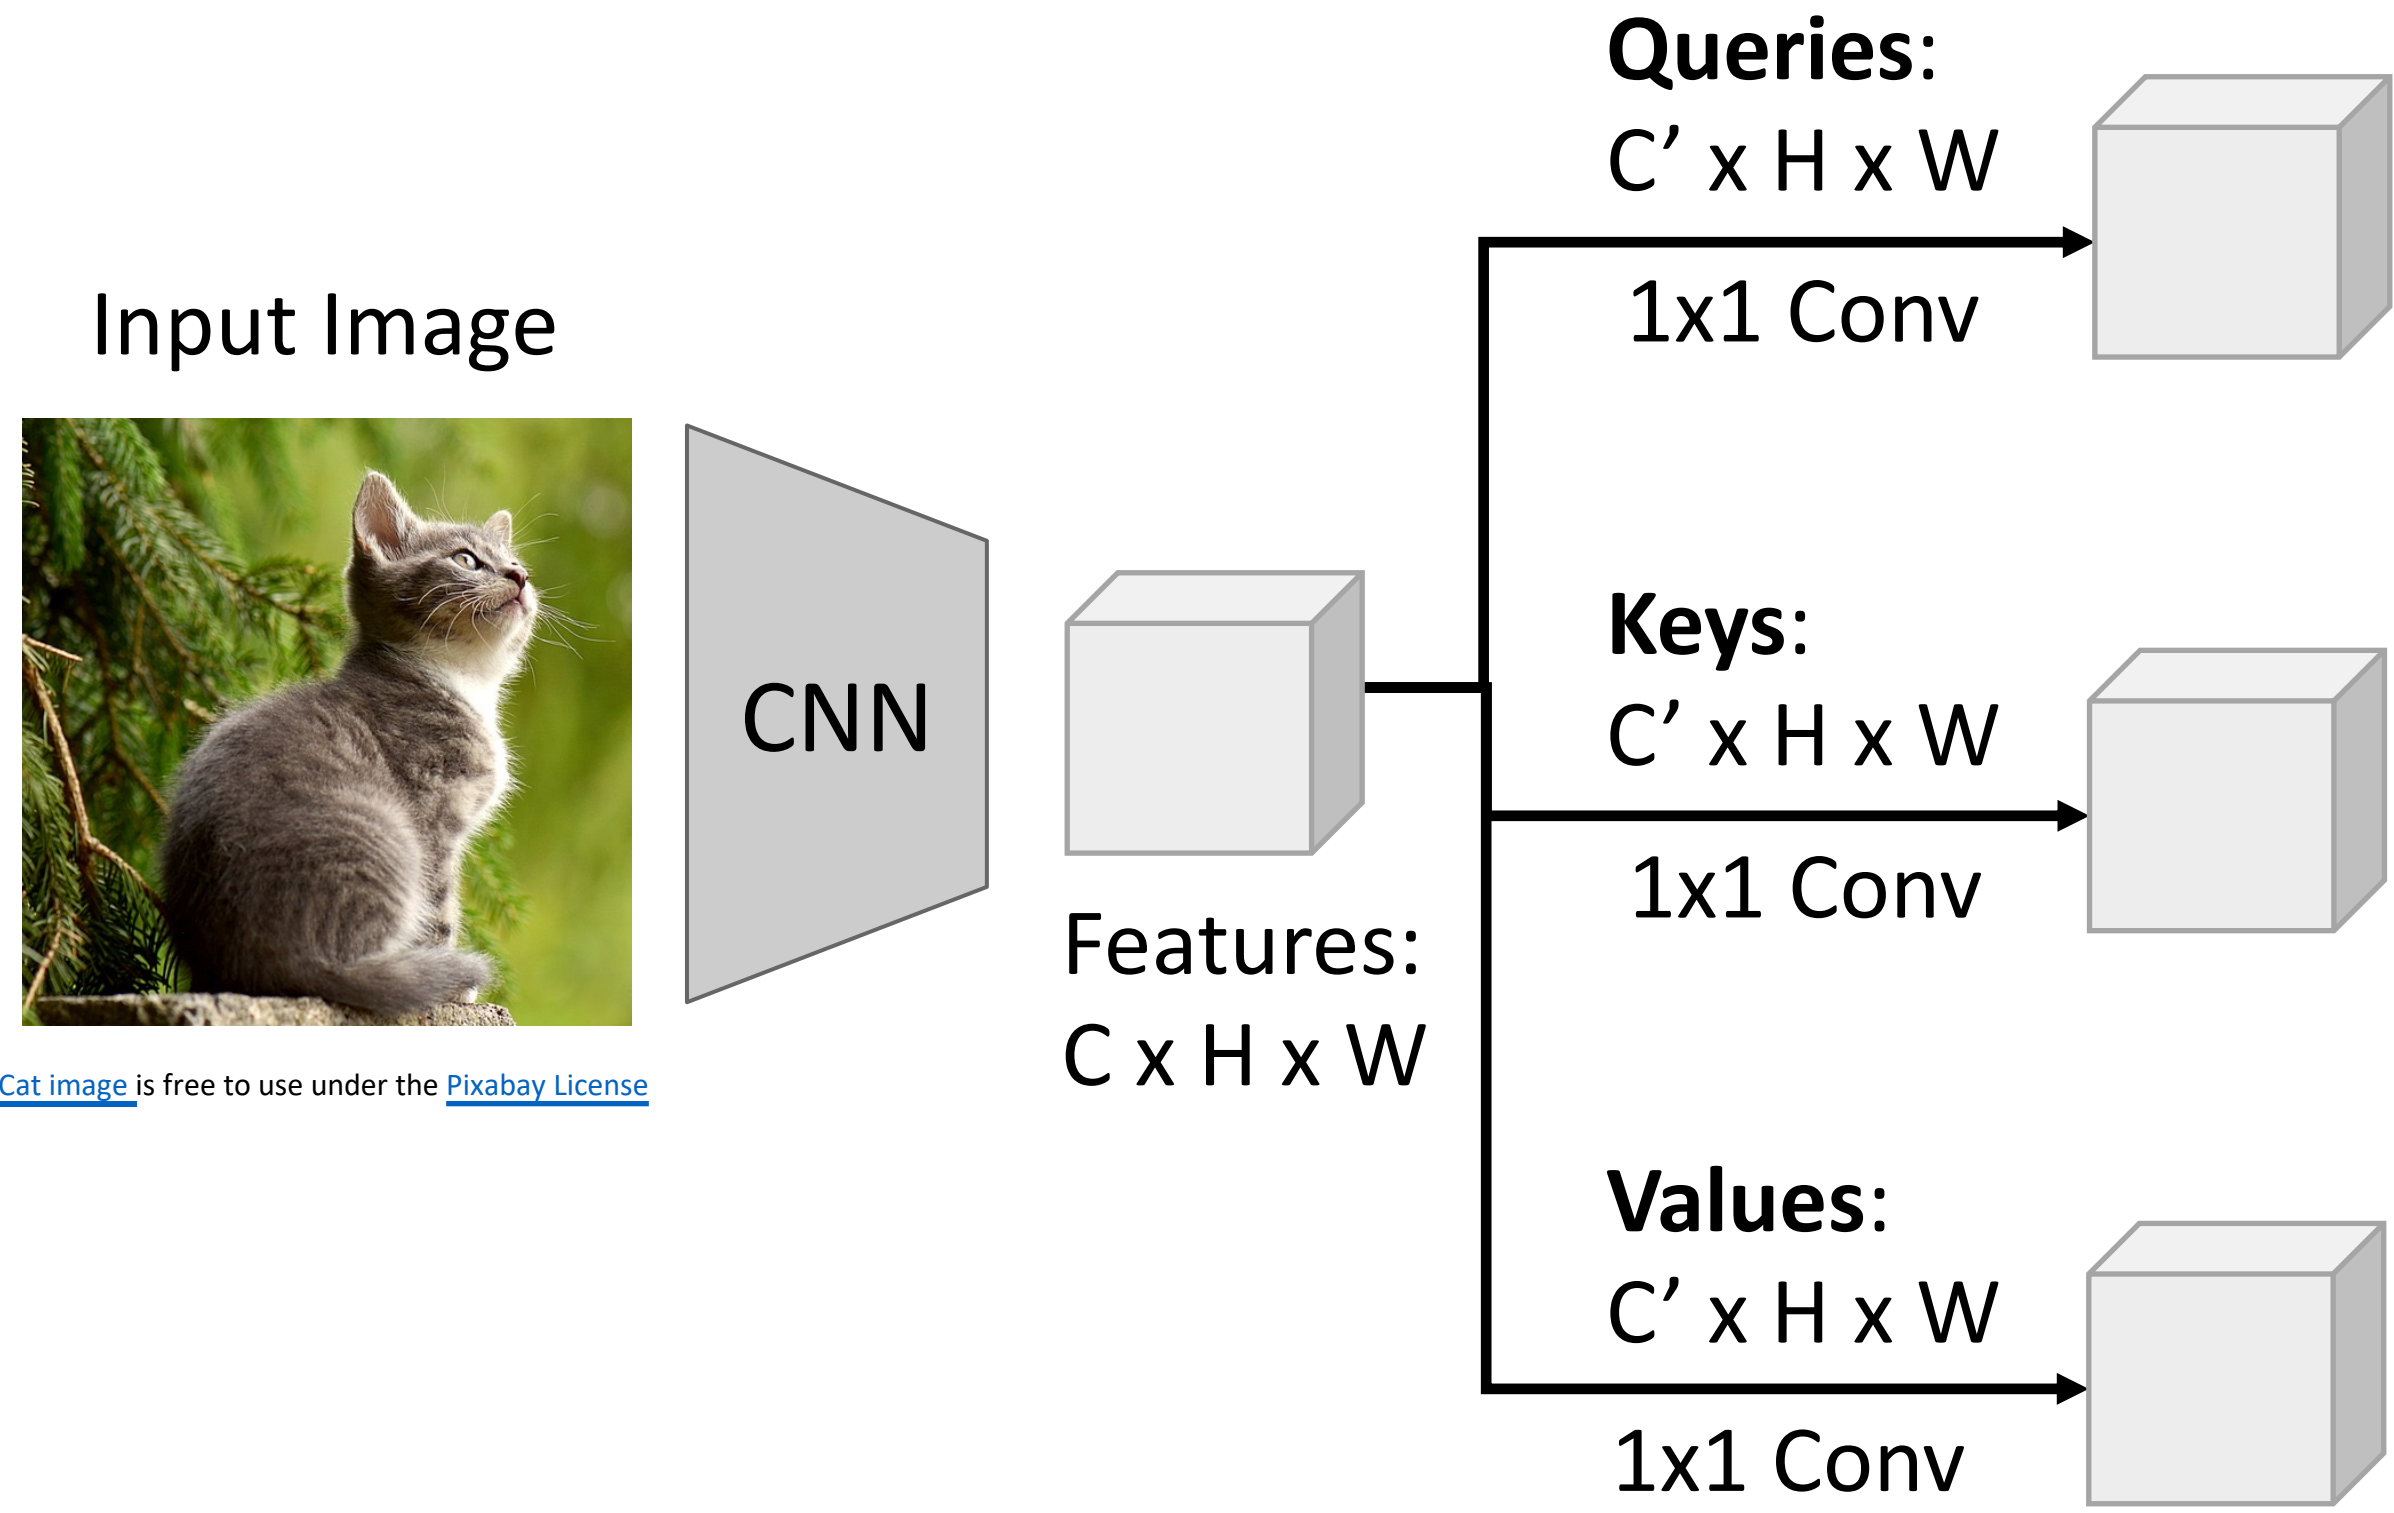 Input Image
Cat image is free to use under the Pixabay License
CNN
Features:
C x H x W
Queries:
C’ x H x W
1x1 Conv
Keys:
C’ x H x W
1x1 Conv
Values:
C’ x H x W
1x1 Conv